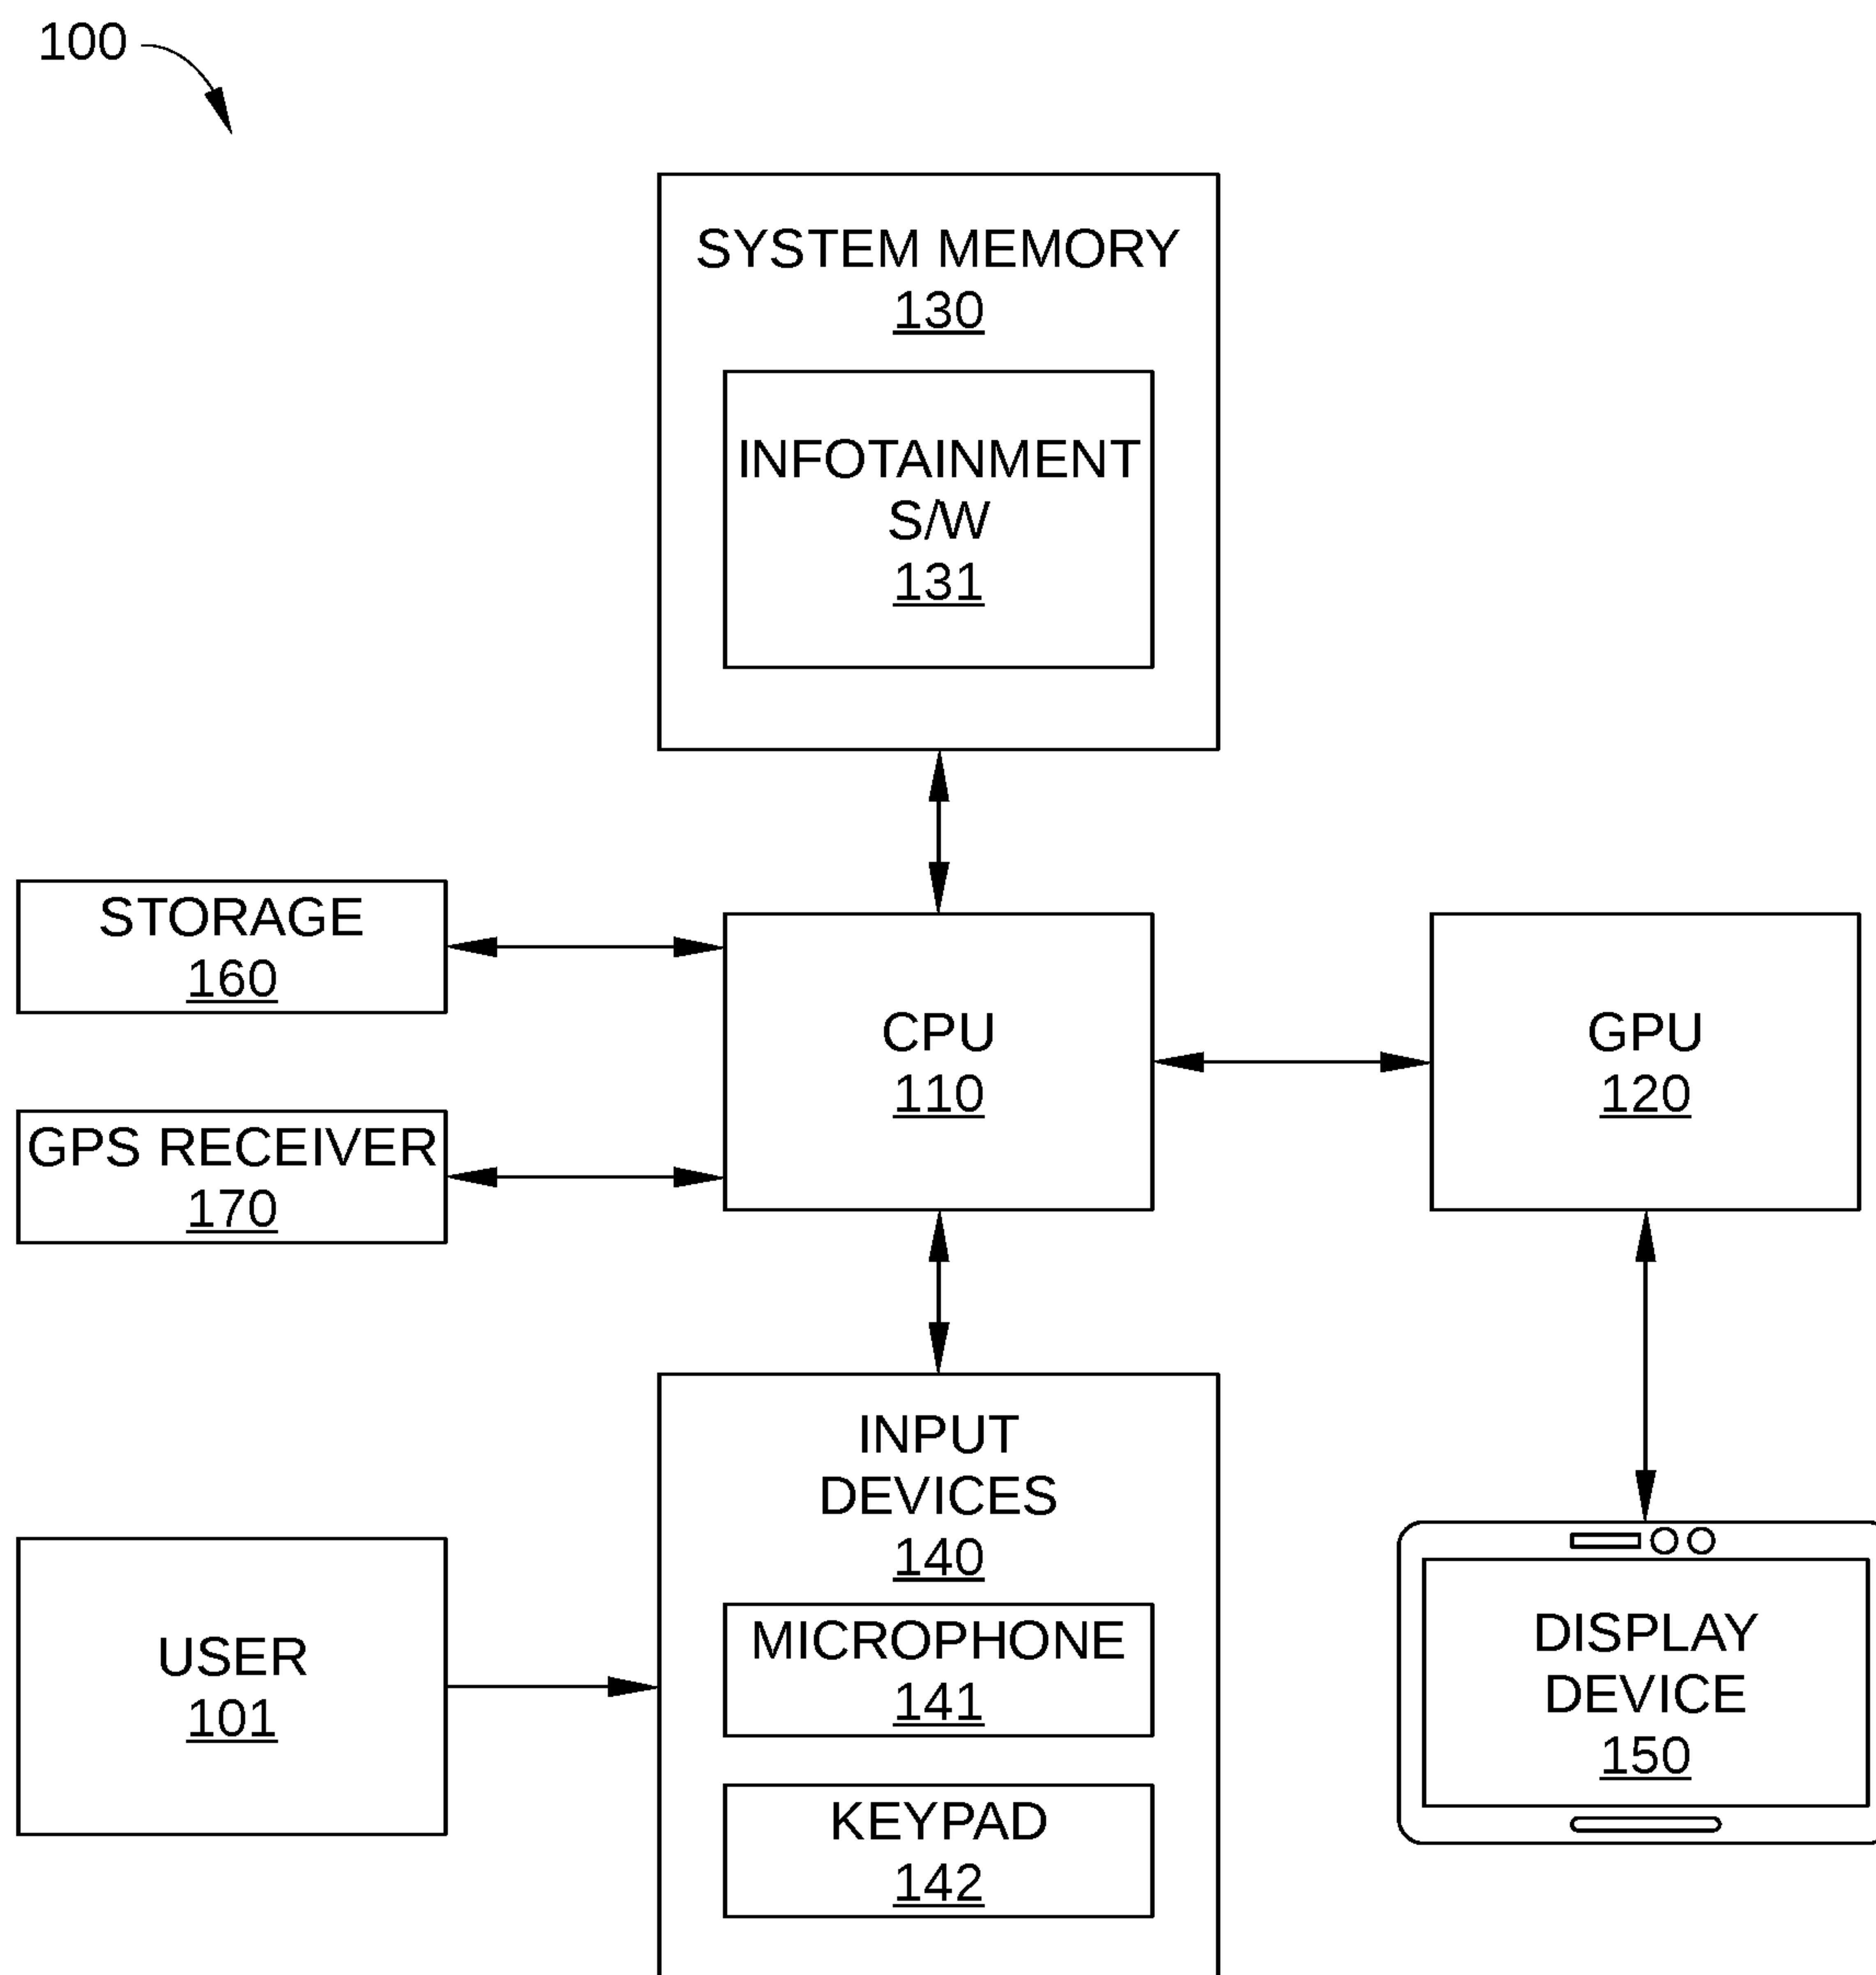 100
SYSTEM MEMORY
130
INFOTAINMENT
S/W
131
STORAGE
160
CPU
110
GPU
120
GPS RECEIVER
170
INPUT
DEVICES
140
MICROPHONE
141
KEYPAD
142
USER
101
DISPLAY
DEVICE
150